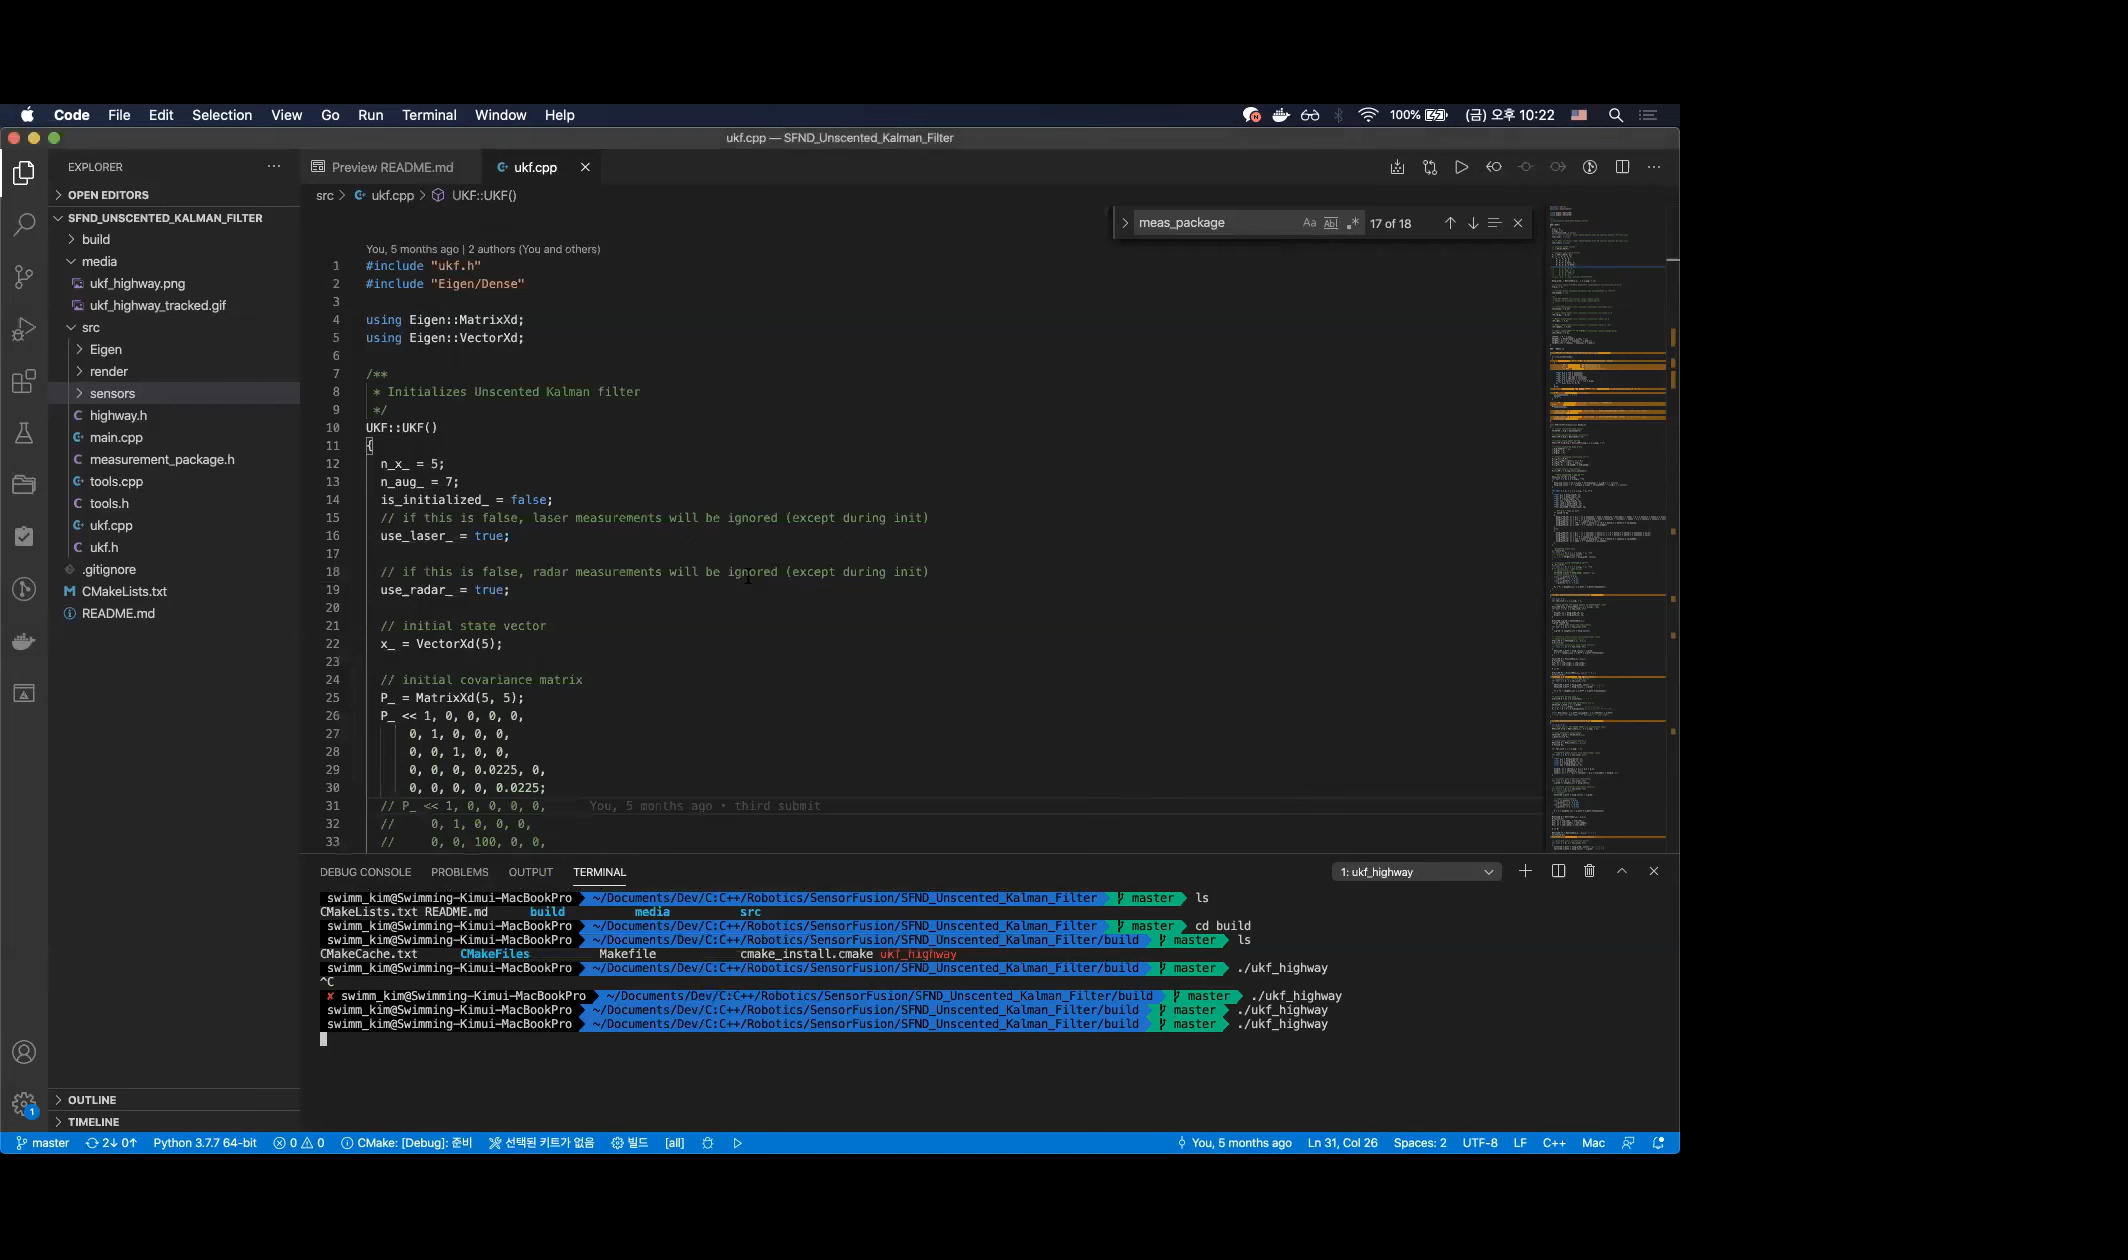 Code File Edit Selection View Go Run Terminal Window Help 100% (금) 오후 10:22
ukf.cpp — SFND_Unscented_Kalman_Filter
EXPLORER
Preview README.md
ukf.cpp
OPEN EDITORS
src > ukf.cpp > UKF::UKF()
SFND_UNSCENTED_KALMAN_FILTER
build
media
ukf_highway.png
ukf_highway_tracked.gif
src
Eigen
render
sensors
highway.h
main.cpp
measurement_package.h
tools.cpp
tools.h
ukf.cpp
ukf.h
.gitignore
CMakeLists.txt
README.md
OUTLINE
TIMELINE
meas_package Aa Abl .* 17 of 18
You, 5 months ago | 2 authors (You and others)
1 #include "ukf.h"
2 #include "Eigen/Dense"
3
4 using Eigen::MatrixXd;
5 using Eigen::VectorXd;
6
7 /**
8 * Initializes Unscented Kalman filter
9 */
10 UKF::UKF()
11 {
12 n_x_ = 5;
13 n_aug_ = 7;
14 is_initialized_ = false;
15 // if this is false, laser measurements will be ignored (except during init)
16 use_laser_ = true;
17
18 // if this is false, radar measurements will be ignored (except during init)
19 use_radar_ = true;
20
21 // initial state vector
22 x_ = VectorXd(5);
23
24 // initial covariance matrix
25 P_ = MatrixXd(5, 5);
26 P_ << 1, 0, 0, 0, 0,
27 0, 1, 0, 0, 0,
28 0, 0, 1, 0, 0,
29 0, 0, 0, 0.0225, 0,
30 0, 0, 0, 0, 0.0225;
31 // P_ << 1, 0, 0, 0, 0, You, 5 months ago • third submit
32 // 0, 1, 0, 0, 0,
33 // 0, 0, 100, 0, 0,
DEBUG CONSOLE PROBLEMS OUTPUT TERMINAL 1: ukf_highway
swimm_kim@Swimming-Kimui-MacBookPro ~/Documents/Dev/C:C++/Robotics/SensorFusion/SFND_Unscented_Kalman_Filter master ls
CMakeLists.txt README.md build media src
swimm_kim@Swimming-Kimui-MacBookPro ~/Documents/Dev/C:C++/Robotics/SensorFusion/SFND_Unscented_Kalman_Filter master cd build
swimm_kim@Swimming-Kimui-MacBookPro ~/Documents/Dev/C:C++/Robotics/SensorFusion/SFND_Unscented_Kalman_Filter/build master ls
CMakeCache.txt CMakeFiles Makefile cmake_install.cmake ukf_highway
swimm_kim@Swimming-Kimui-MacBookPro ~/Documents/Dev/C:C++/Robotics/SensorFusion/SFND_Unscented_Kalman_Filter/build master ./ukf_highway
^C
✘ swimm_kim@Swimming-Kimui-MacBookPro ~/Documents/Dev/C:C++/Robotics/SensorFusion/SFND_Unscented_Kalman_Filter/build master ./ukf_highway
swimm_kim@Swimming-Kimui-MacBookPro ~/Documents/Dev/C:C++/Robotics/SensorFusion/SFND_Unscented_Kalman_Filter/build master ./ukf_highway
swimm_kim@Swimming-Kimui-MacBookPro ~/Documents/Dev/C:C++/Robotics/SensorFusion/SFND_Unscented_Kalman_Filter/build master ./ukf_highway
1
master 2↓ 0↑ Python 3.7.7 64-bit 0 0 CMake: [Debug]: 준비 선택된 키트가 없음 빌드 [all] You, 5 months ago Ln 31, Col 26 Spaces: 2 UTF-8 LF C++ Mac